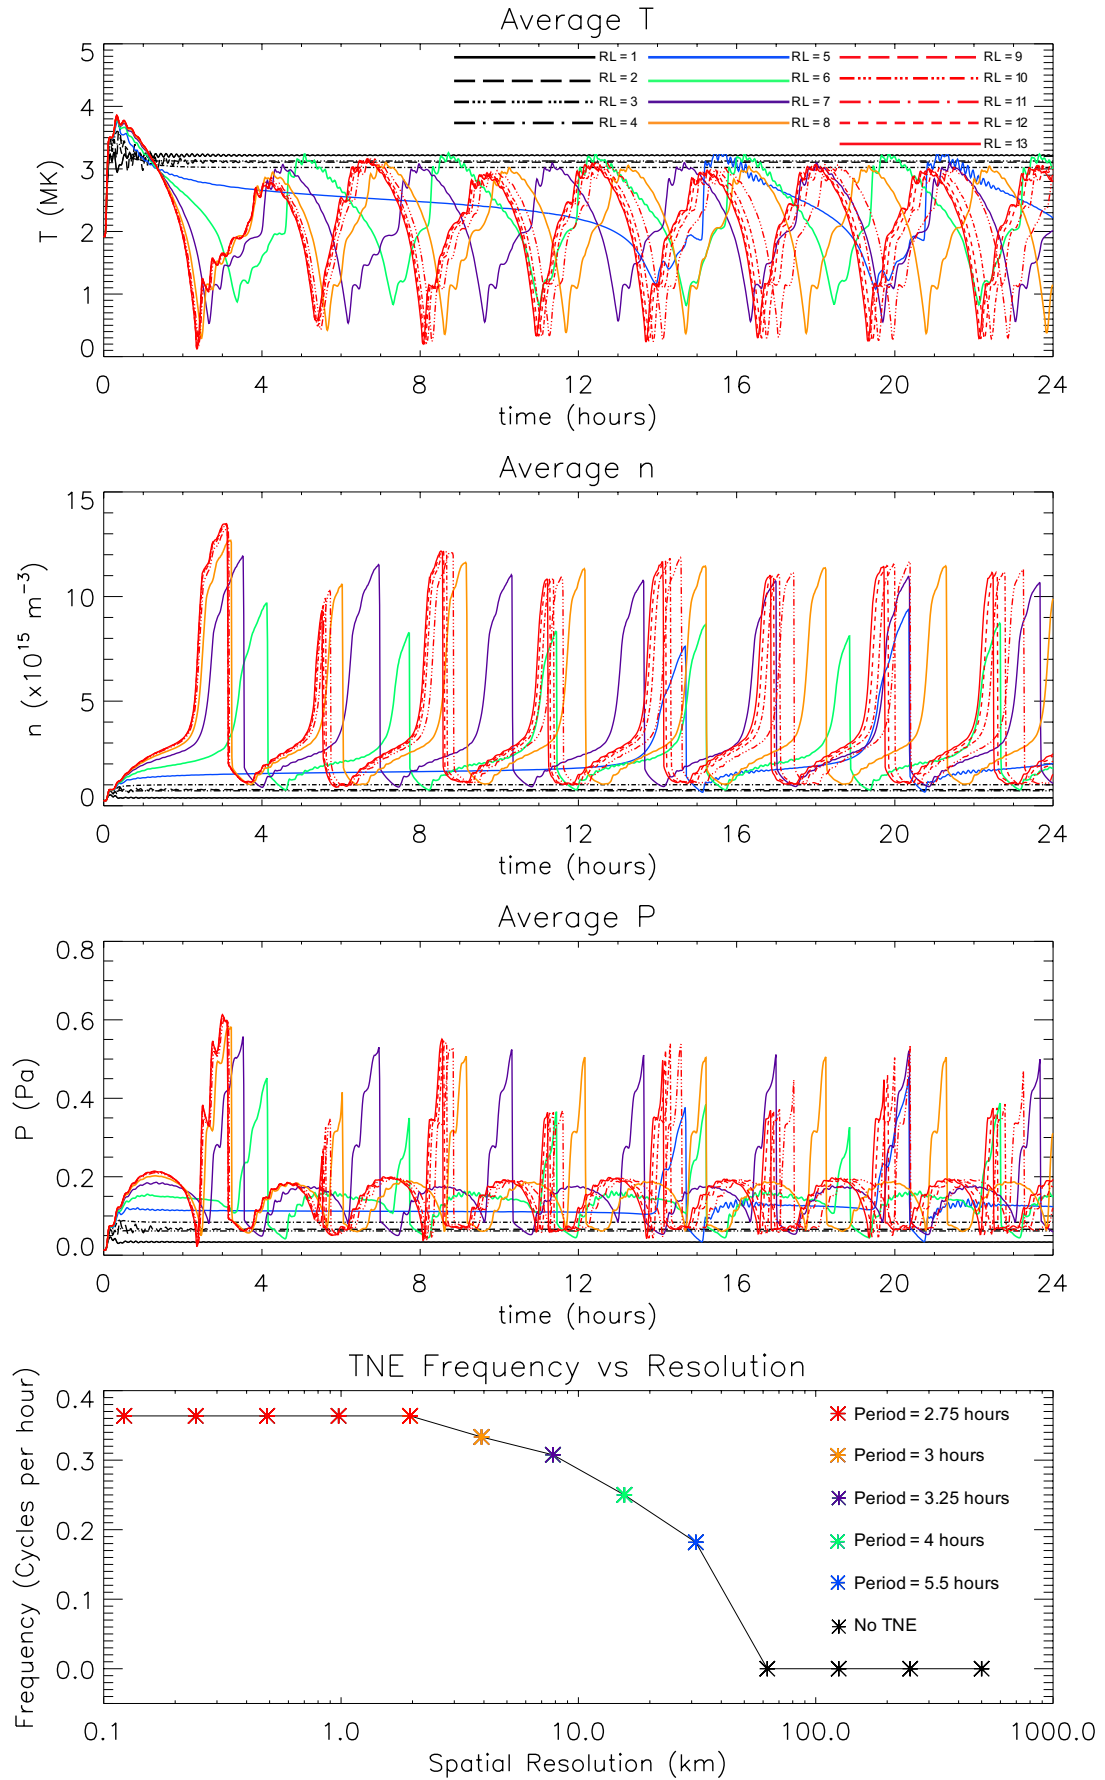 Average T
5
4
3
2
1
0
T (MK)
RL = 1
RL = 2
RL = 3
RL = 4
RL = 5
RL = 6
RL = 7
RL = 8
RL = 9
RL = 10
RL = 11
RL = 12
RL = 13
0 4 8 12 16 20 24
time (hours)
Average n
15
10
5
0
n (x10¹⁵ m⁻³)
0 4 8 12 16 20 24
time (hours)
Average P
0.8
0.6
0.4
0.2
0.0
P (Pa)
0 4 8 12 16 20 24
time (hours)
TNE Frequency vs Resolution
0.4
0.3
0.2
0.1
0.0
Frequency (Cycles per hour)
Period = 2.75 hours
Period = 3 hours
Period = 3.25 hours
Period = 4 hours
Period = 5.5 hours
No TNE
0.1 1.0 10.0 100.0 1000.0
Spatial Resolution (km)